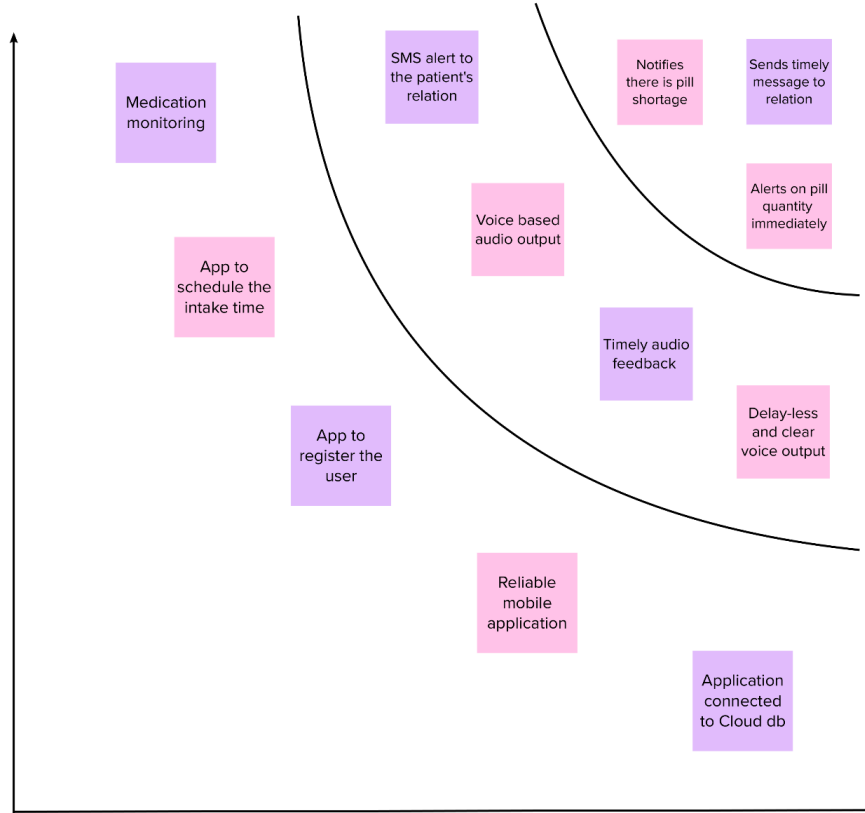 Medication
monitoring
SMS alert to
the patient's
relation
Notifies
there is pill
shortage
Sends timely
message to
relation
Voice based
audio output
Alerts on pill
quantity
immediately
App to
schedule the
intake time
Timely audio
feedback
App to
register the
user
Delay-less
and clear
voice output
Reliable
mobile
application
Application
connected
to Cloud db